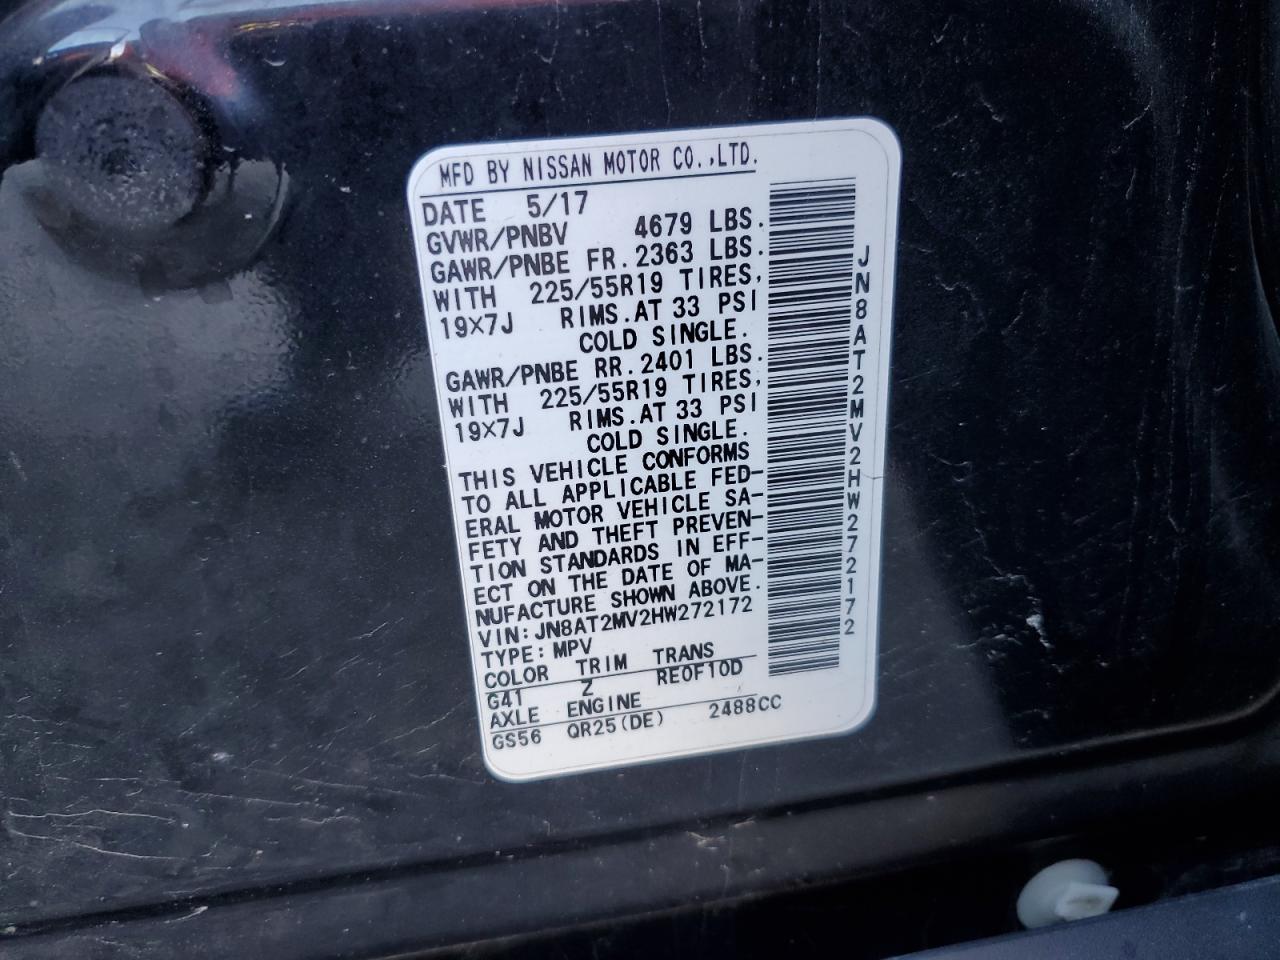 MFD BY NISSAN MOTOR CO.,LTD.
DATE 5/17
GVWR/PNBV 4679 LBS.
GAWR/PNBE FR. 2363 LBS.
WITH 225/55R19 TIRES,
19×7J RIMS.AT 33 PSI
COLD SINGLE.
GAWR/PNBE RR. 2401 LBS.
WITH 225/55R19 TIRES,
19×7J RIMS.AT 33 PSI
COLD SINGLE.
THIS VEHICLE CONFORMS
TO ALL APPLICABLE FED-
ERAL MOTOR VEHICLE SA-
FETY AND THEFT PREVEN-
TION STANDARDS IN EFF-
ECT ON THE DATE OF MA-
NUFACTURE SHOWN ABOVE.
VIN: JN8AT2MV2HW272172
TYPE: MPV
COLOR TRIM TRANS
G41 Z RE0F10D
AXLE ENGINE
GS56 QR25(DE) 2488CC
JN8AT2MV2HW272172